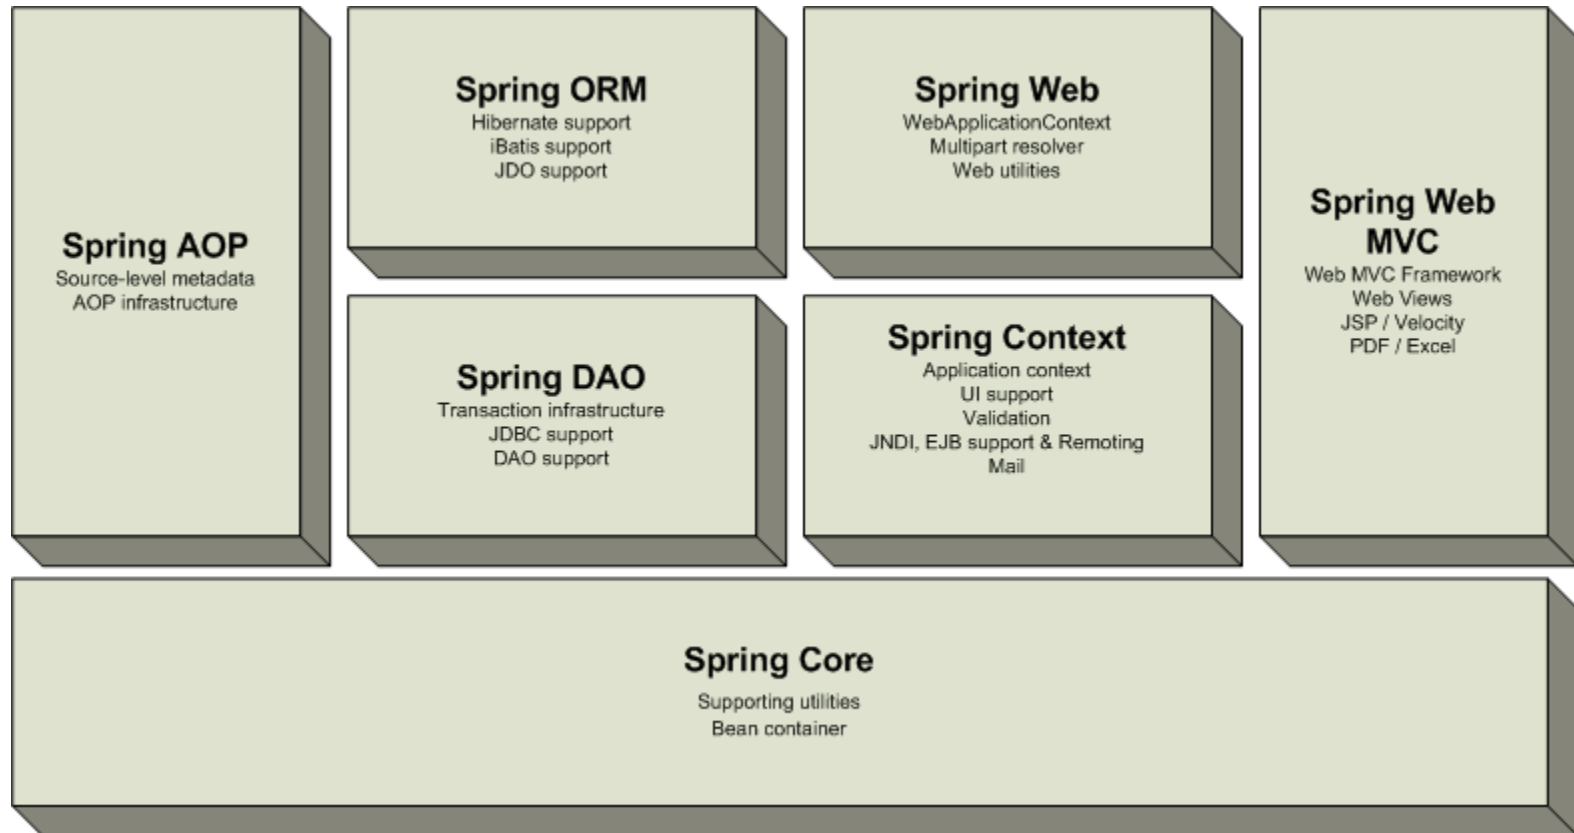 Spring AOP
Source-level metadata
AOP infrastructure
Spring ORM
Hibernate support
iBatis support
JDO support
Spring Web
WebApplicationContext
Multipart resolver
Web utilities
Spring DAO
Transaction infrastructure
JDBC support
DAO support
Spring Context
Application context
UI support
Validation
JNDI, EJB support & Remoting
Mail
Spring Web
MVC
Web MVC Framework
Web Views
JSP / Velocity
PDF / Excel
Spring Core
Supporting utilities
Bean container